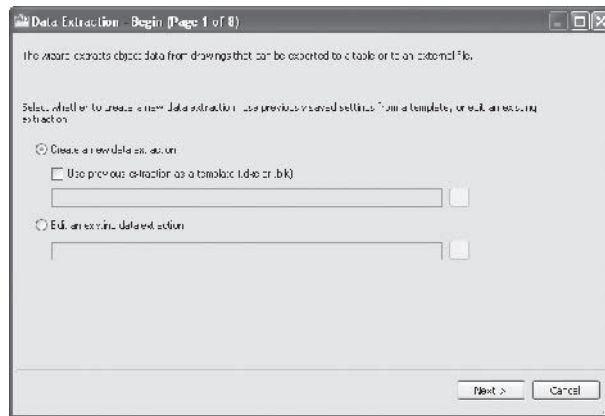 Data Extraction - Begin (Page 1 of 8)
The wizard extracts object data from drawings that can be exported to a table or to an external file.
Select whether to create a new data extraction, use previously saved settings from a template, or edit an existing
extraction.
Create a new data extraction
Use previous extraction as a template (.dxe or .blk)
Edit an existing data extraction
Next >
Cancel